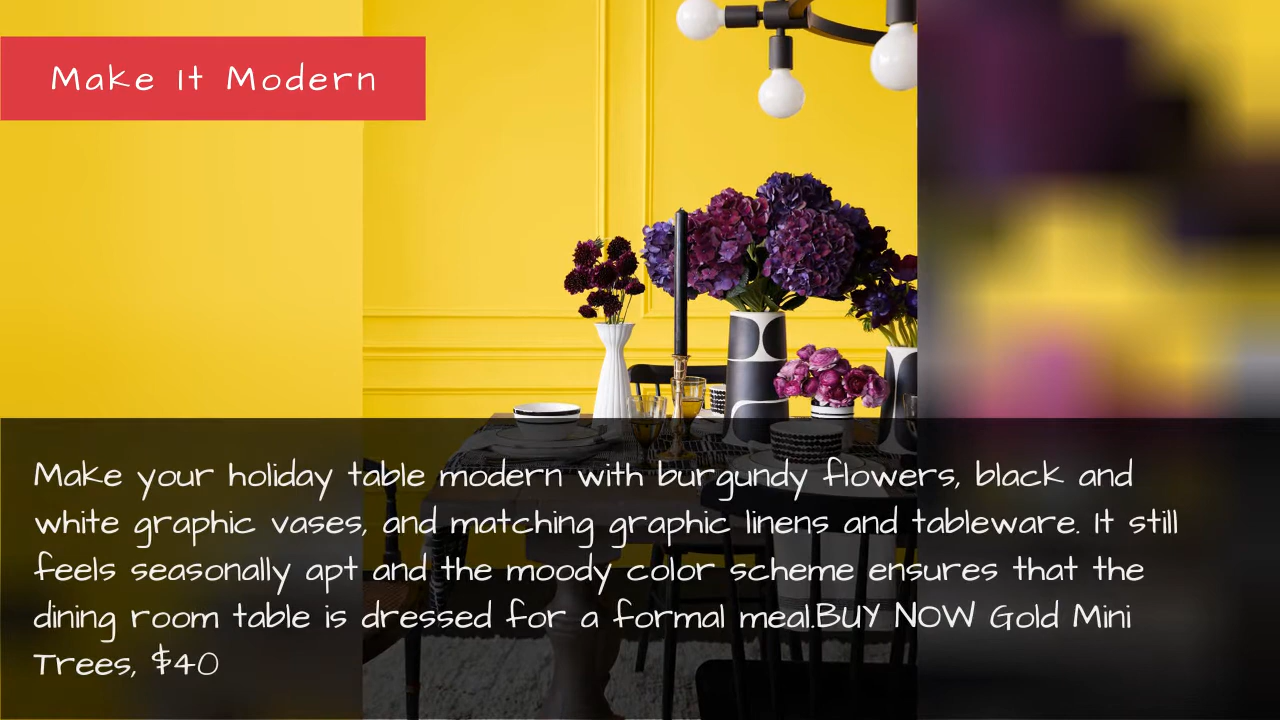 Make It Modern
Make your holiday table modern with burgundy flowers, black and
white graphic vases, and matching graphic linens and tableware. It still
feels seasonally apt and the moody color scheme ensures that the
dining room table is dressed for a formal meal.BUY NOW Gold Mini
Trees, $40